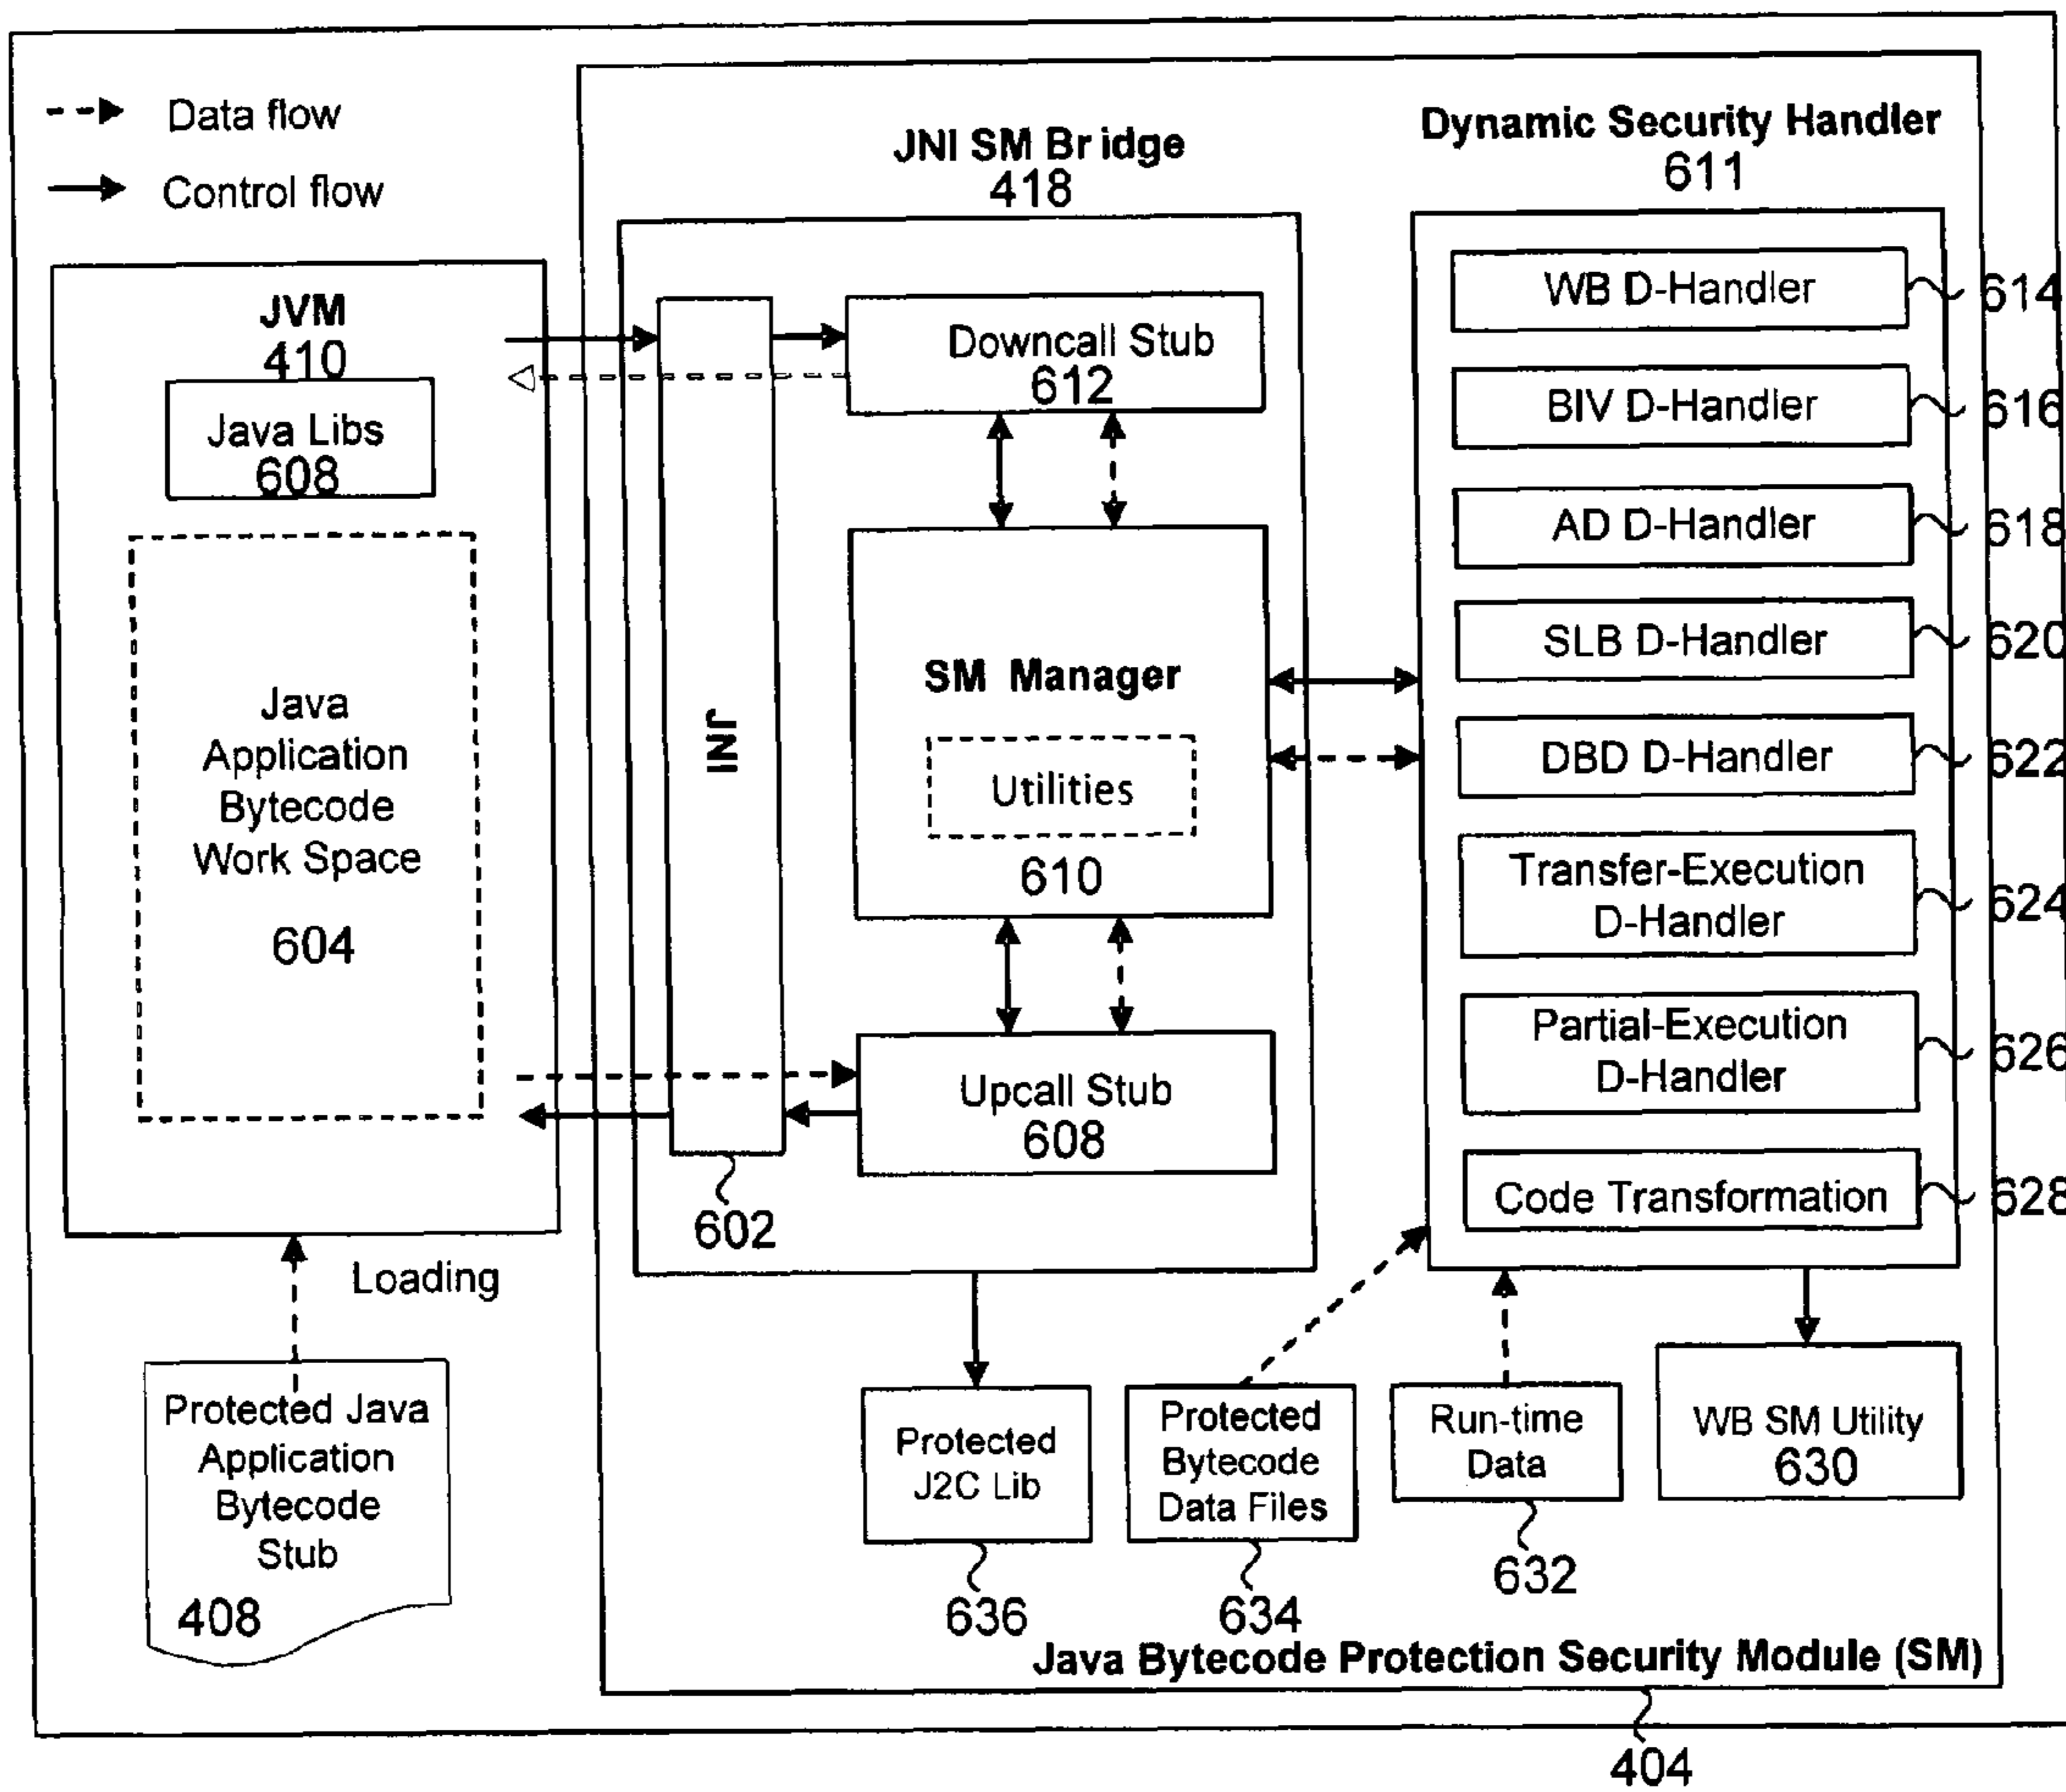 Data flow
Control flow
JNI SM Bridge
418
Dynamic Security Handler
611
JVM
410
Java Libs
608
Java
Application
Bytecode
Work Space
604
Loading
Protected Java
Application
Bytecode
Stub
408
JNI
602
Downcall Stub
612
SM Manager
Utilities
610
Upcall Stub
608
WB D-Handler
614
BIV D-Handler
616
AD D-Handler
618
SLB D-Handler
620
DBD D-Handler
622
Transfer-Execution
D-Handler
624
Partial-Execution
D-Handler
626
Code Transformation
628
Protected
J2C Lib
636
Protected
Bytecode
Data Files
634
Run-time
Data
632
WB SM Utility
630
Java Bytecode Protection Security Module (SM)
404